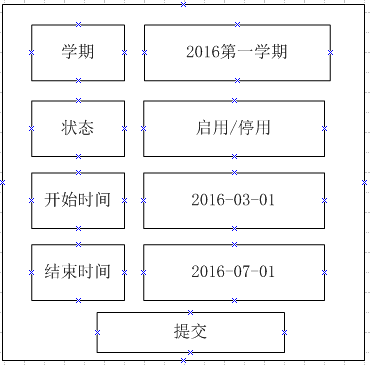 学期 2016第一学期
状态 启用/停用
开始时间 2016-03-01
结束时间 2016-07-01
提交